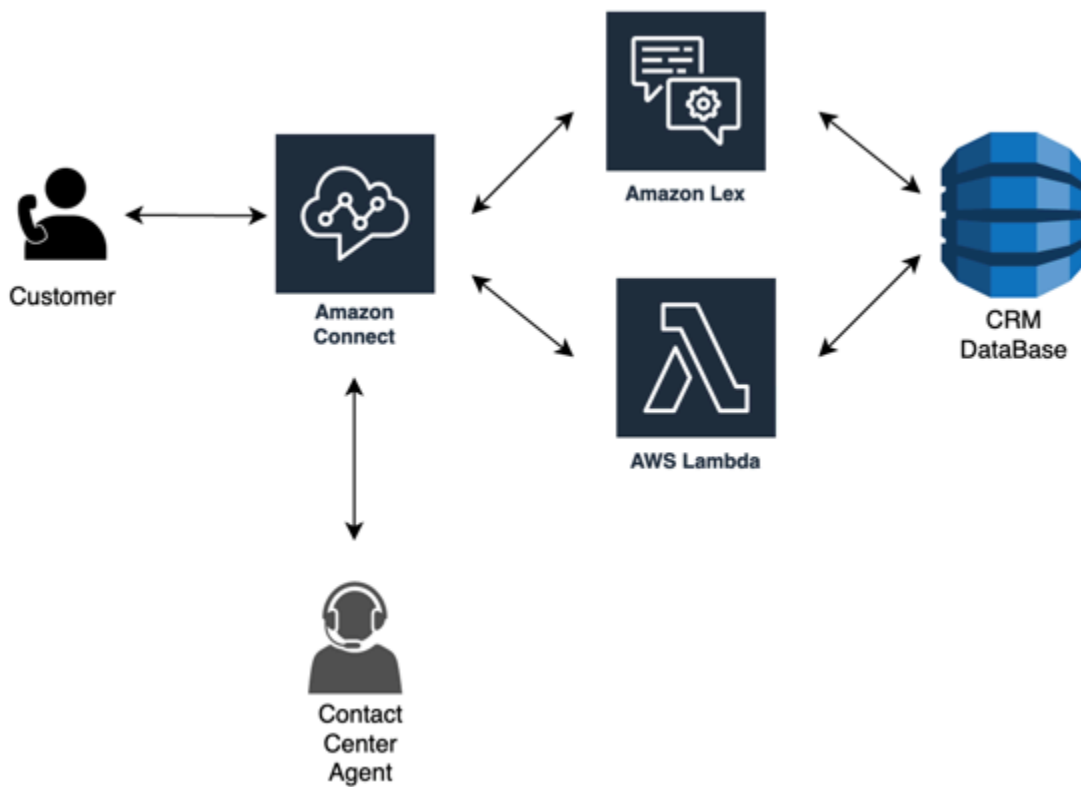 Amazon Lex
Customer
Amazon
Connect
CRM
DataBase
AWS Lambda
Contact
Center
Agent